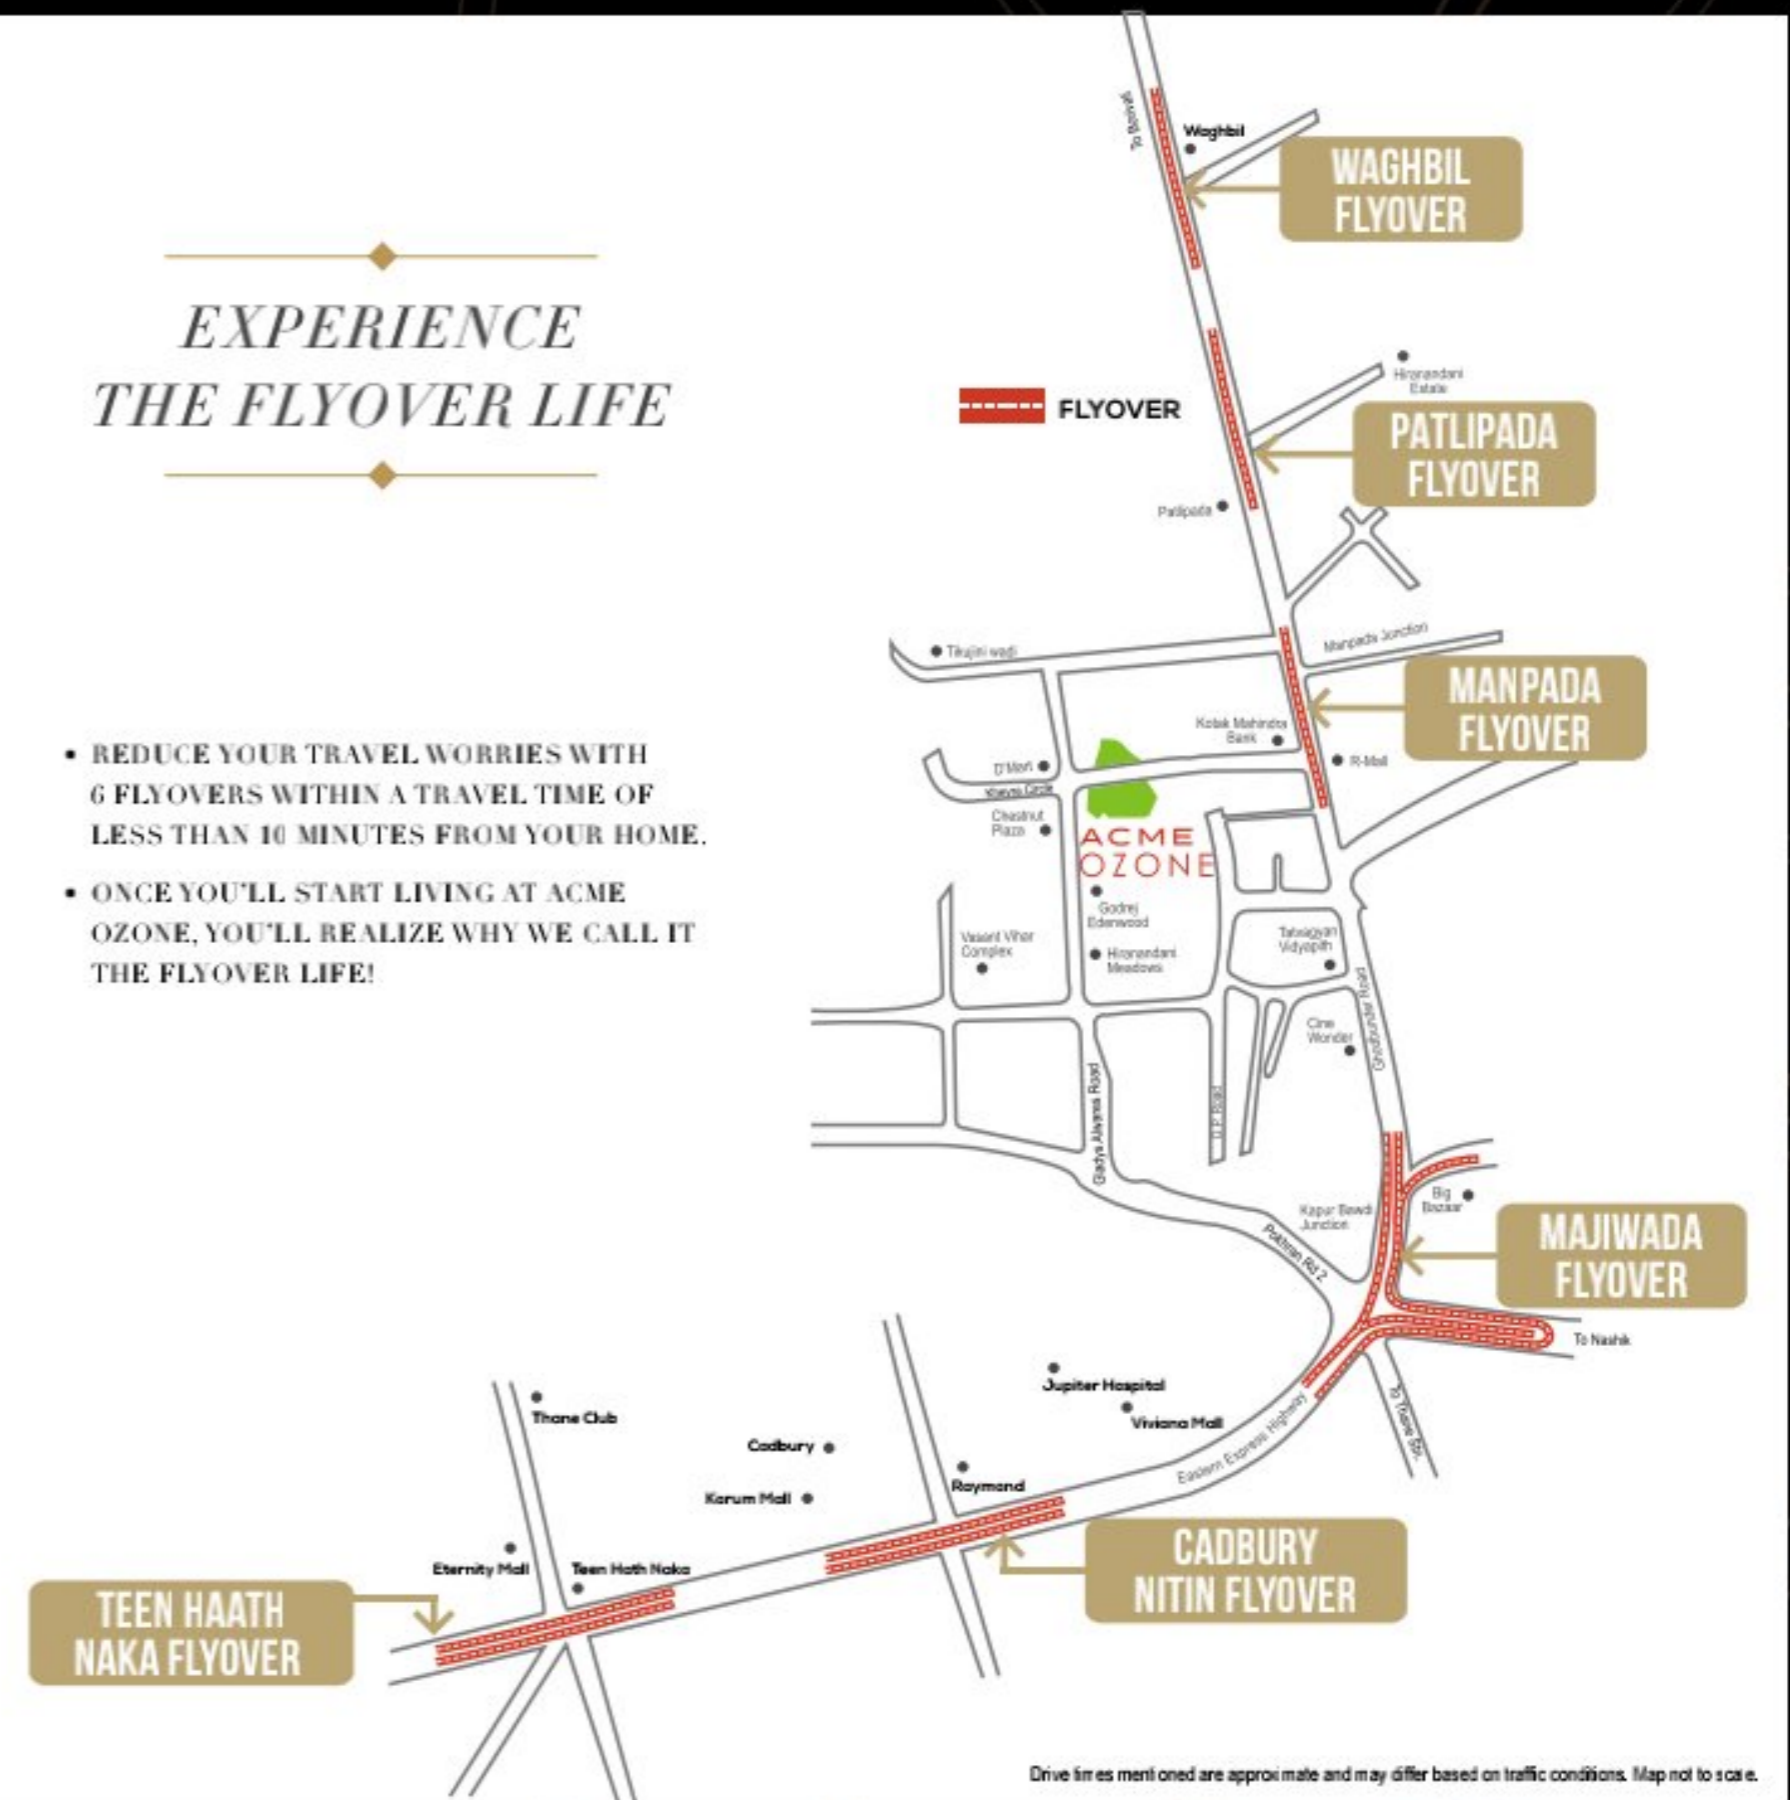 EXPERIENCE
THE FLYOVER LIFE
• REDUCE YOUR TRAVEL WORRIES WITH
6 FLYOVERS WITHIN A TRAVEL TIME OF
LESS THAN 10 MINUTES FROM YOUR HOME.
• ONCE YOU'LL START LIVING AT ACME
OZONE, YOU'LL REALIZE WHY WE CALL IT
THE FLYOVER LIFE!
FLYOVER
To Borivali
Waghbil
WAGHBIL
FLYOVER
Hiranandani
Estate
PATLIPADA
FLYOVER
Patlipada
Tikujini wadi
Manpada Junction
MANPADA
FLYOVER
Kotak Mahindra
Bank
R-Mall
D'Mart
Circle
Chestnut
Plaza
ACME
OZONE
Godrej
Edenwood
Vasant Vihar
Complex
Hiranandani
Meadows
Tatvagyan
Vidyapith
Ghodbunder Road
Cine
Wonder
Gladys Alwares Road
D.P. Road
Kapur Bawdi
Junction
Big
Bazaar
Pokhran Rd 2
MAJIWADA
FLYOVER
To Nashik
To Thane Stn.
Jupiter Hospital
Viviana Mall
Eastern Express Highway
Thane Club
Cadbury
Korum Mall
Raymond
CADBURY
NITIN FLYOVER
Eternity Mall
Teen Hath Naka
TEEN HAATH
NAKA FLYOVER
Drive times mentioned are approximate and may differ based on traffic conditions. Map not to scale.